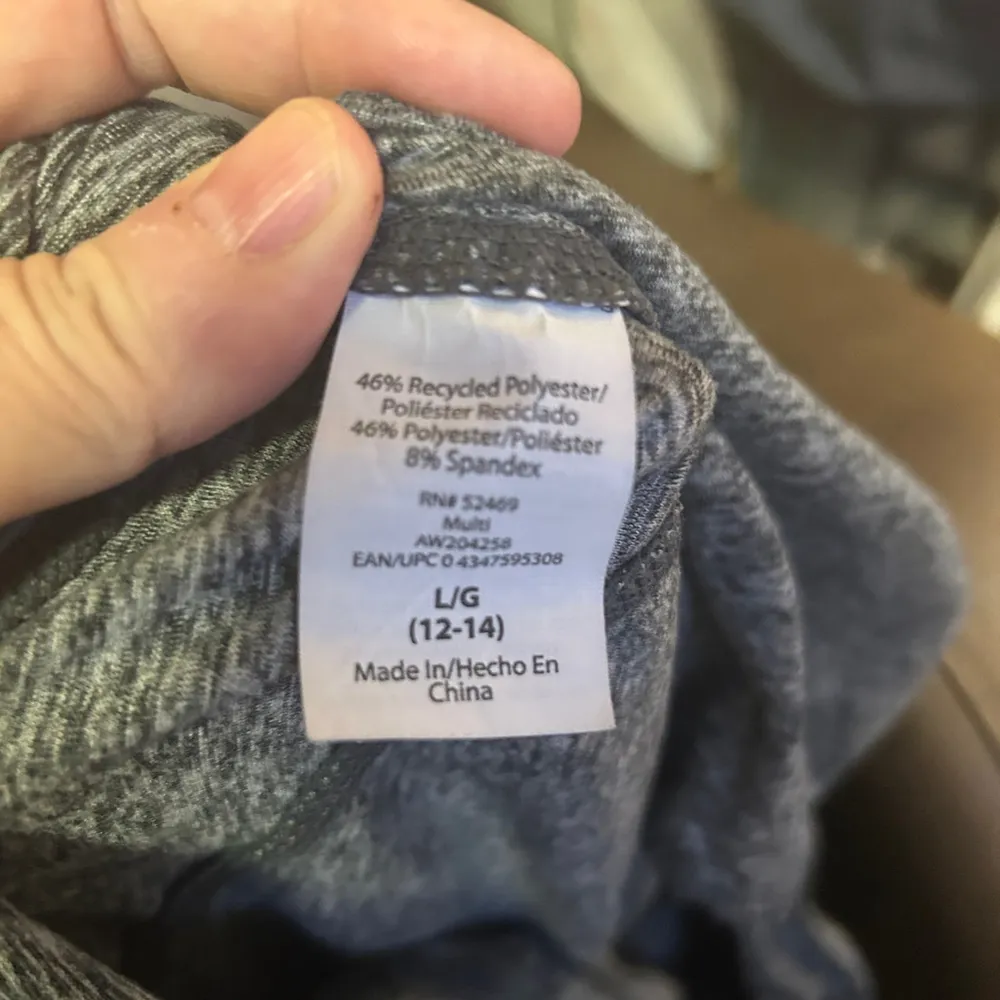 46% Recycled Polyester/
Poliéster Reciclado
46% Polyester/Poliéster
8% Spandex
RN# 52469
Multi
AW204258
EAN/UPC 0 4347595308
L/G
(12-14)
Made In/Hecho En
China